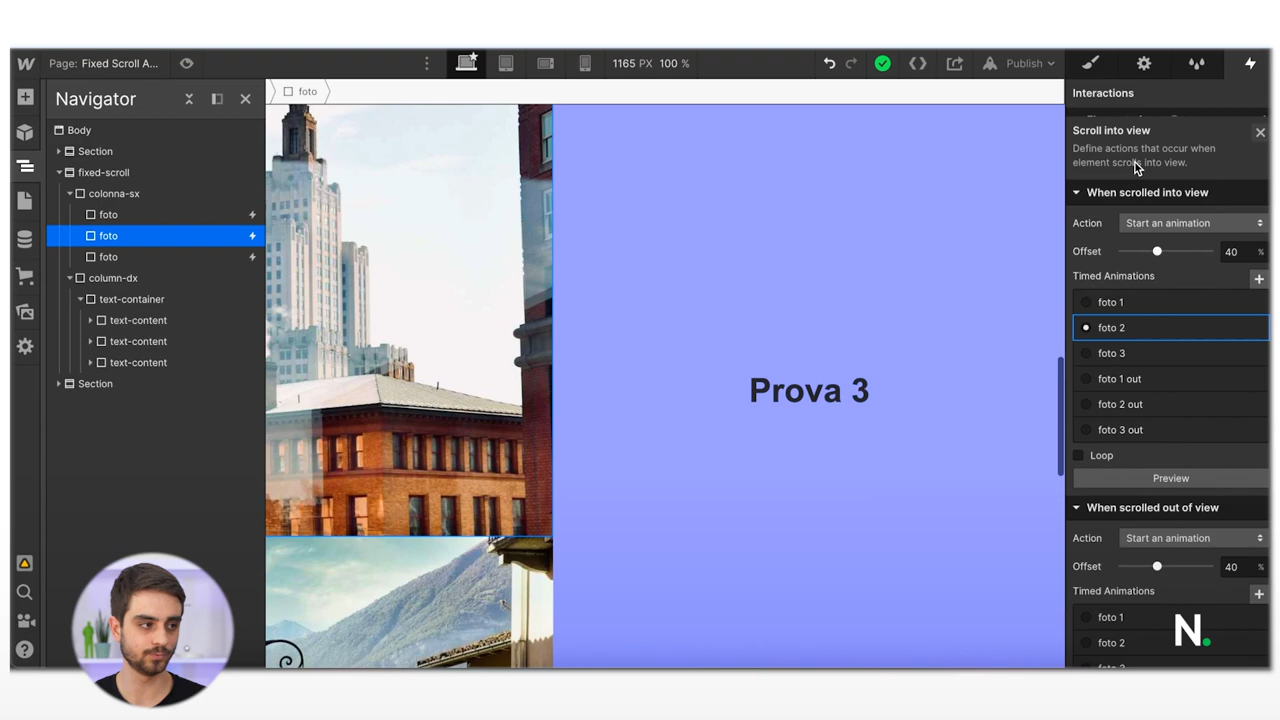 Page: Fixed Scroll A...
1165 PX 100 %
Publish
Navigator
foto
Interactions
Body
Section
fixed-scroll
colonna-sx
foto
foto
foto
column-dx
text-container
text-content
text-content
text-content
Section
Prova 3
Scroll into view
Define actions that occur when
element scrolls into view.
When scrolled into view
Action Start an animation
Offset 40 %
Timed Animations
foto 1
foto 2
foto 3
foto 1 out
foto 2 out
foto 3 out
Loop
Preview
When scrolled out of view
Action Start an animation
Offset 40 %
Timed Animations
foto 1
foto 2
N.